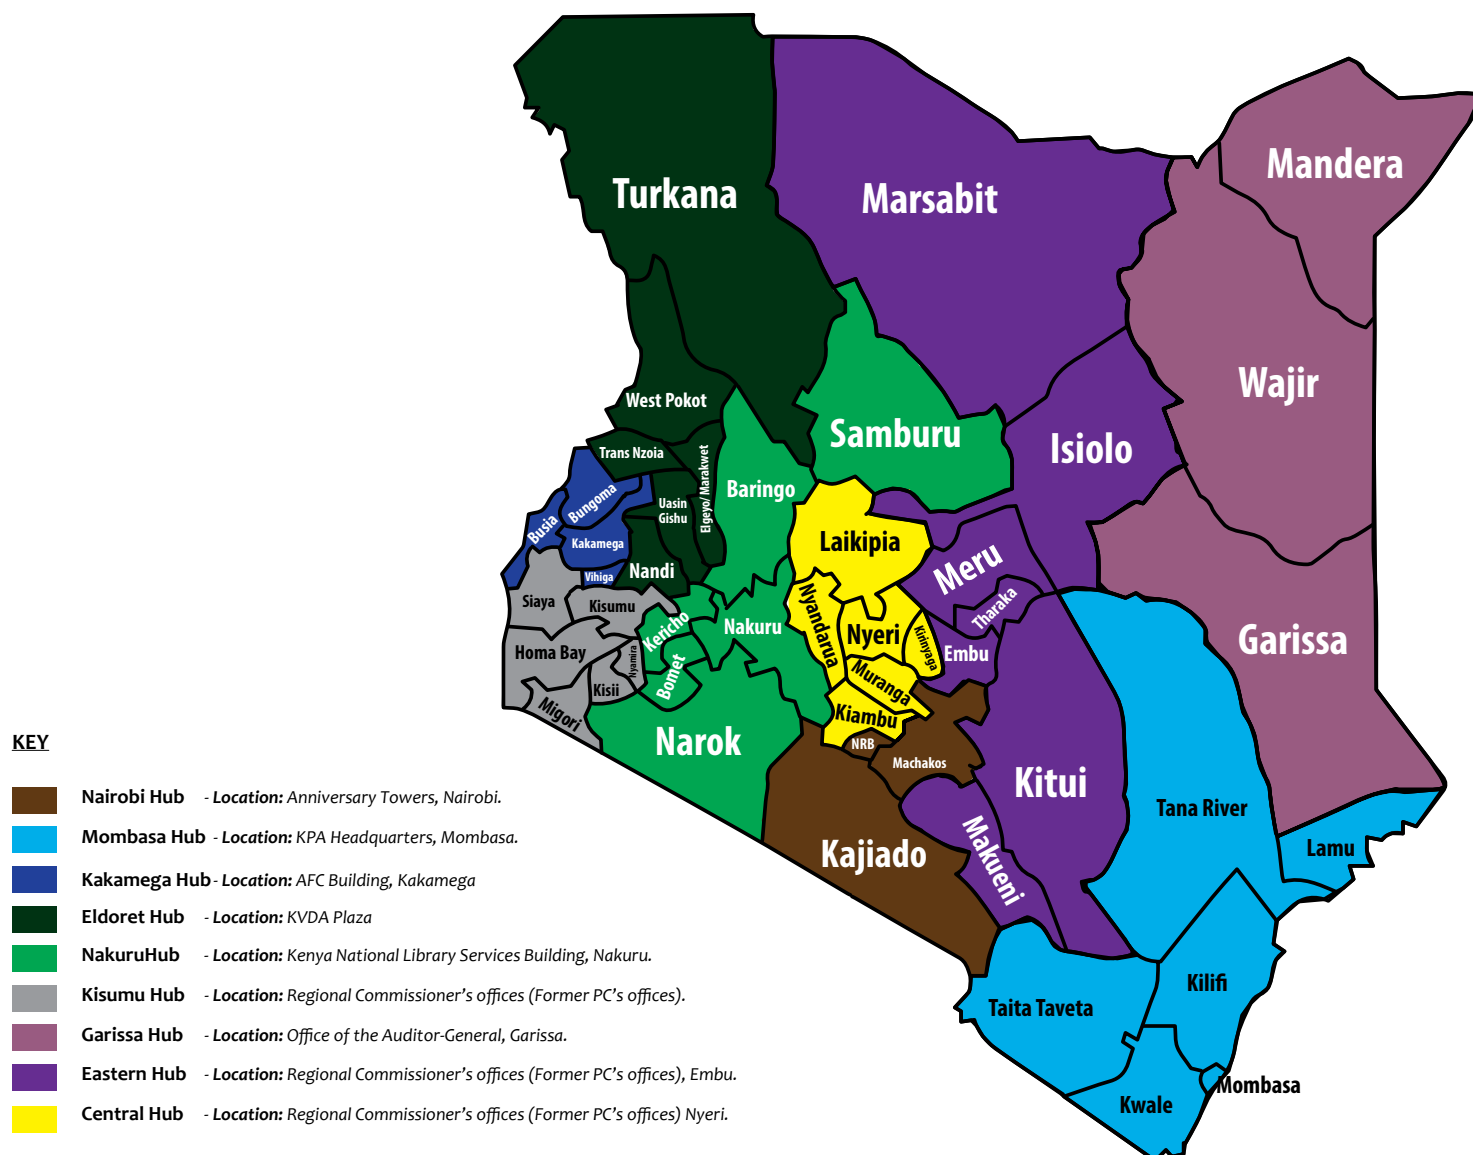 Mandera
Turkana
Marsabit
Wajir
West Pokot
Samburu
Isiolo
Trans Nzoia
Elgeyo/ Marakwet
Baringo
Bungoma
Uasin
Gishu
Busia
Kakamega
Laikipia
Meru
Vihiga
Nandi
Siaya
Kisumu
Tharaka
Nyandarua
Kericho
Nakuru
Nyeri
Kirinyaga
Garissa
Homa Bay
Nyamira
Embu
Kisii
Bomet
Muranga
Migori
Kiambu
Narok
NRB
Machakos
Kitui
Tana River
Lamu
Kajiado
Makueni
Kilifi
Taita Taveta
Mombasa
Kwale
KEY
Nairobi Hub - Location: Anniversary Towers, Nairobi.
Mombasa Hub - Location: KPA Headquarters, Mombasa.
Kakamega Hub - Location: AFC Building, Kakamega
Eldoret Hub - Location: KVDA Plaza
NakuruHub - Location: Kenya National Library Services Building, Nakuru.
Kisumu Hub - Location: Regional Commissioner's offices (Former PC's offices).
Garissa Hub - Location: Office of the Auditor-General, Garissa.
Eastern Hub - Location: Regional Commissioner's offices (Former PC's offices), Embu.
Central Hub - Location: Regional Commissioner's offices (Former PC's offices) Nyeri.